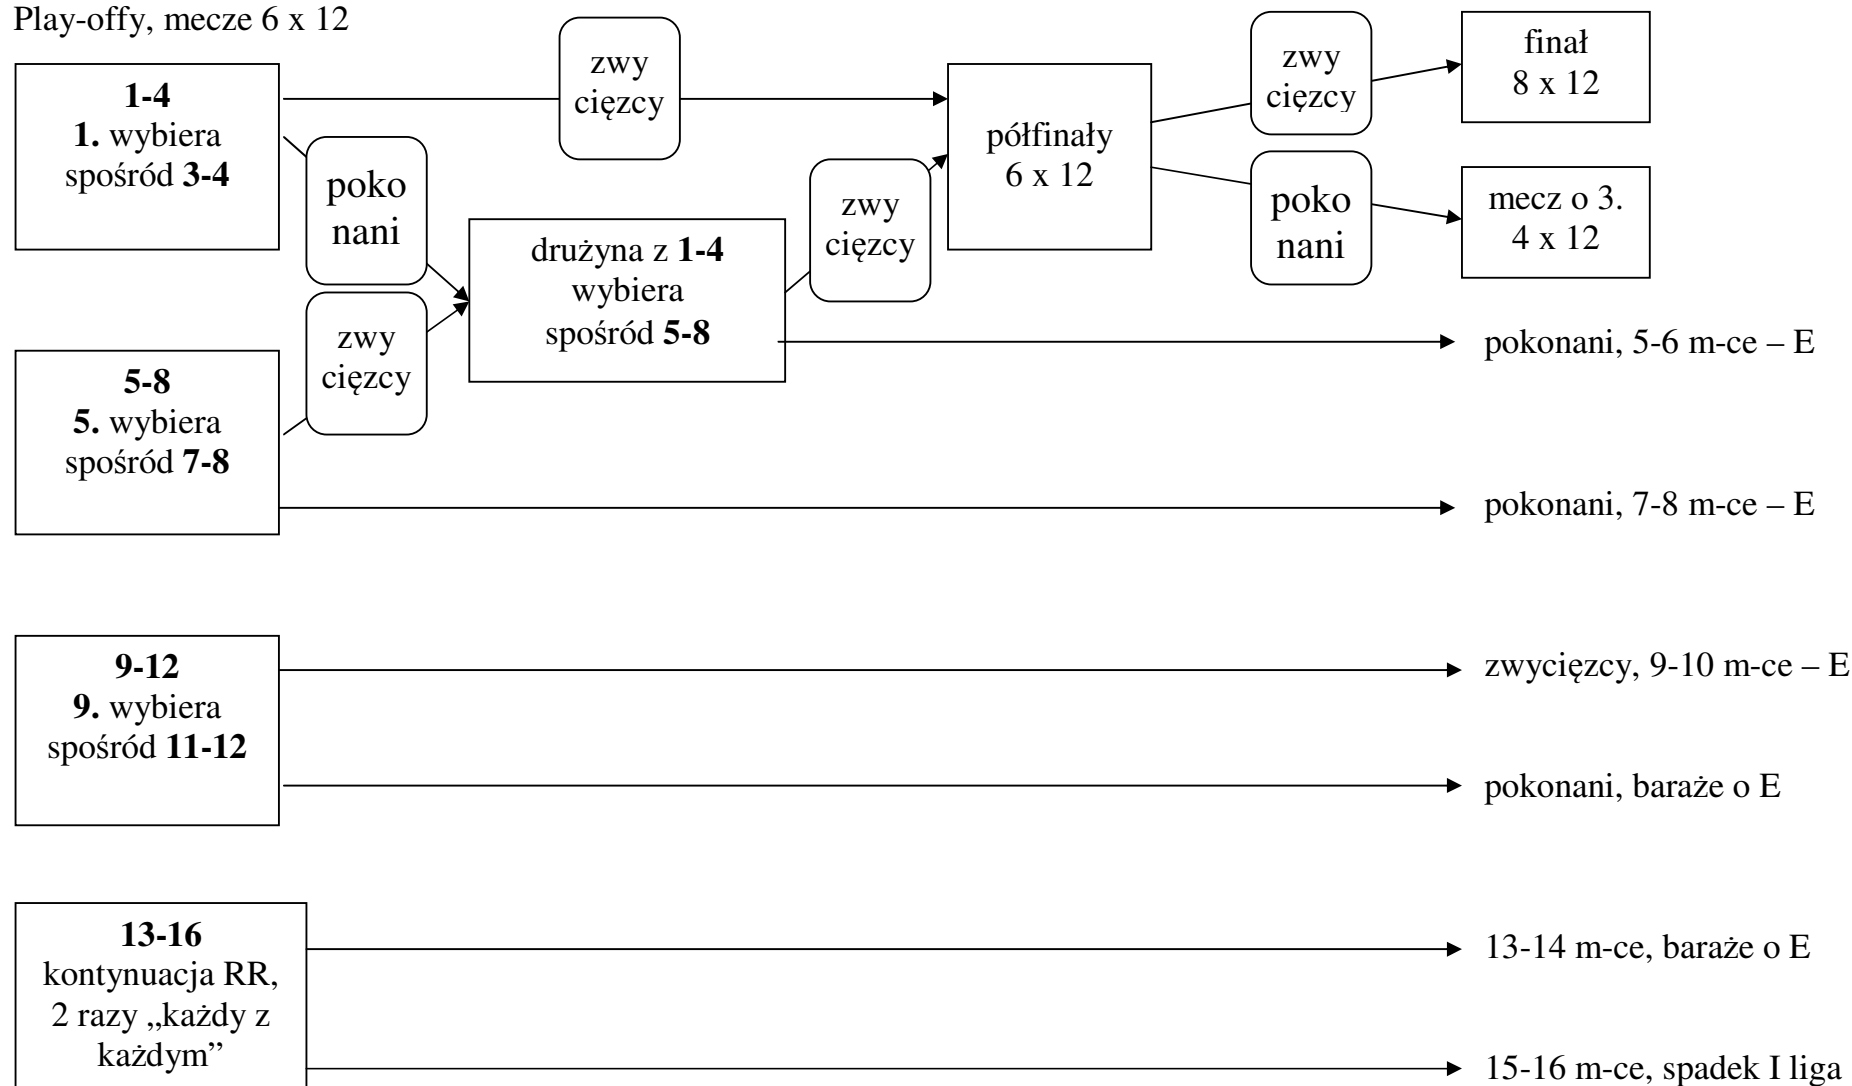 Play-offy, mecze 6 x 12
1-4
1. wybiera
spośród 3-4
zwy
cięzcy
poko
nani
5-8
5. wybiera
spośród 7-8
zwy
cięzcy
drużyna z 1-4
wybiera
spośród 5-8
zwy
cięzcy
półfinały
6 x 12
zwy
cięzcy
finał
8 x 12
poko
nani
mecz o 3.
4 x 12
pokonani, 5-6 m-ce – E
pokonani, 7-8 m-ce – E
9-12
9. wybiera
spośród 11-12
zwycięzcy, 9-10 m-ce – E
pokonani, baraże o E
13-16
kontynuacja RR,
2 razy „każdy z
każdym”
13-14 m-ce, baraże o E
15-16 m-ce, spadek I liga